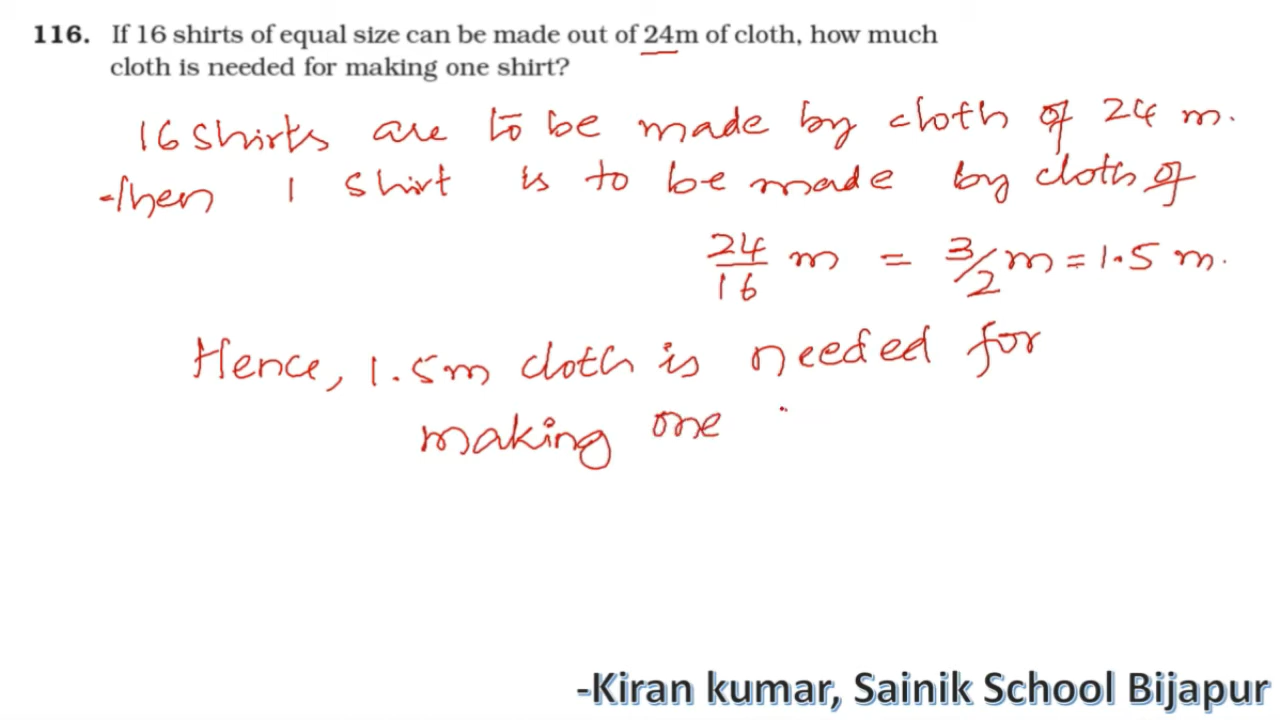 116. If 16 shirts of equal size can be made out of 24m of cloth, how much
cloth is needed for making one shirt?
16 shirts are to be made by cloth of 24 m.
Then 1 shirt is to be made by cloth of
24/16 m = 3/2 m = 1.5 m.
Hence, 1.5m cloth is needed for
making one
-Kiran kumar, Sainik School Bijapur